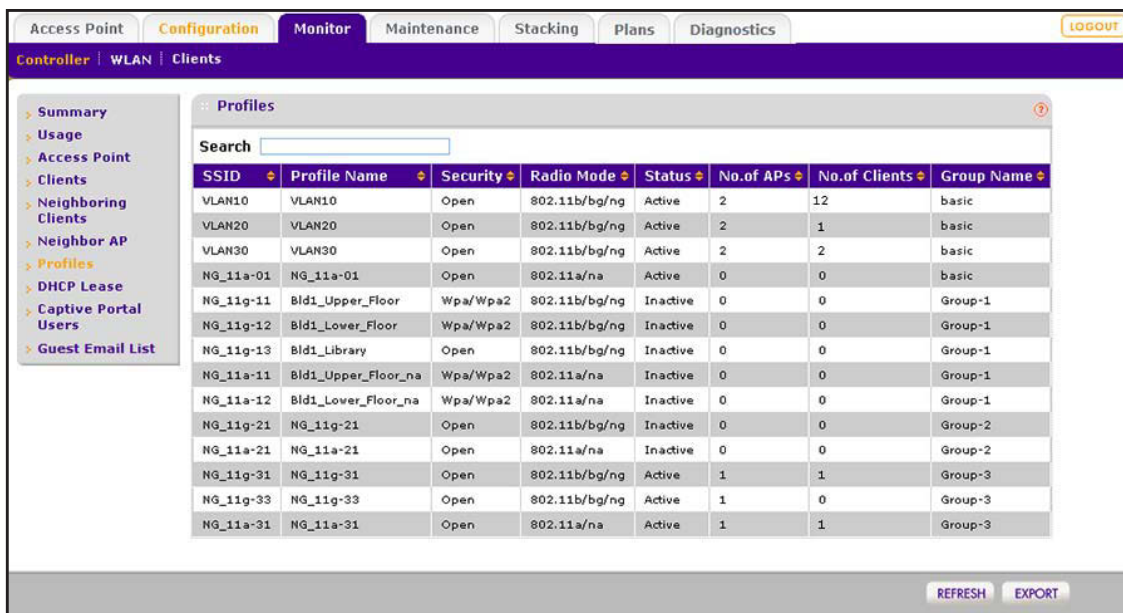 Access Point Configuration Monitor Maintenance Stacking Plans Diagnostics LOGOUT
Controller WLAN Clients
Summary
Usage
Access Point
Clients
Neighboring
Clients
Neighbor AP
Profiles
DHCP Lease
Captive Portal
Users
Guest Email List
Profiles ?
Search
SSID Profile Name Security Radio Mode Status No.of APs No.of Clients Group Name
VLAN10 VLAN10 Open 802.11b/bg/ng Active 2 12 basic
VLAN20 VLAN20 Open 802.11b/bg/ng Active 2 1 basic
VLAN30 VLAN30 Open 802.11b/bg/ng Active 2 2 basic
NG_11a-01 NG_11a-01 Open 802.11a/na Active 0 0 basic
NG_11g-11 Bld1_Upper_Floor Wpa/Wpa2 802.11b/bg/ng Inactive 0 0 Group-1
NG_11g-12 Bld1_Lower_Floor Wpa/Wpa2 802.11b/bg/ng Inactive 0 0 Group-1
NG_11g-13 Bld1_Library Open 802.11b/bg/ng Inactive 0 0 Group-1
NG_11a-11 Bld1_Upper_Floor_na Wpa/Wpa2 802.11a/na Inactive 0 0 Group-1
NG_11a-12 Bld1_Lower_Floor_na Wpa/Wpa2 802.11a/na Inactive 0 0 Group-1
NG_11g-21 NG_11g-21 Open 802.11b/bg/ng Inactive 0 0 Group-2
NG_11a-21 NG_11a-21 Open 802.11a/na Inactive 0 0 Group-2
NG_11g-31 NG_11g-31 Open 802.11b/bg/ng Active 1 1 Group-3
NG_11g-33 NG_11g-33 Open 802.11b/bg/ng Active 1 0 Group-3
NG_11a-31 NG_11a-31 Open 802.11a/na Active 1 1 Group-3
REFRESH EXPORT